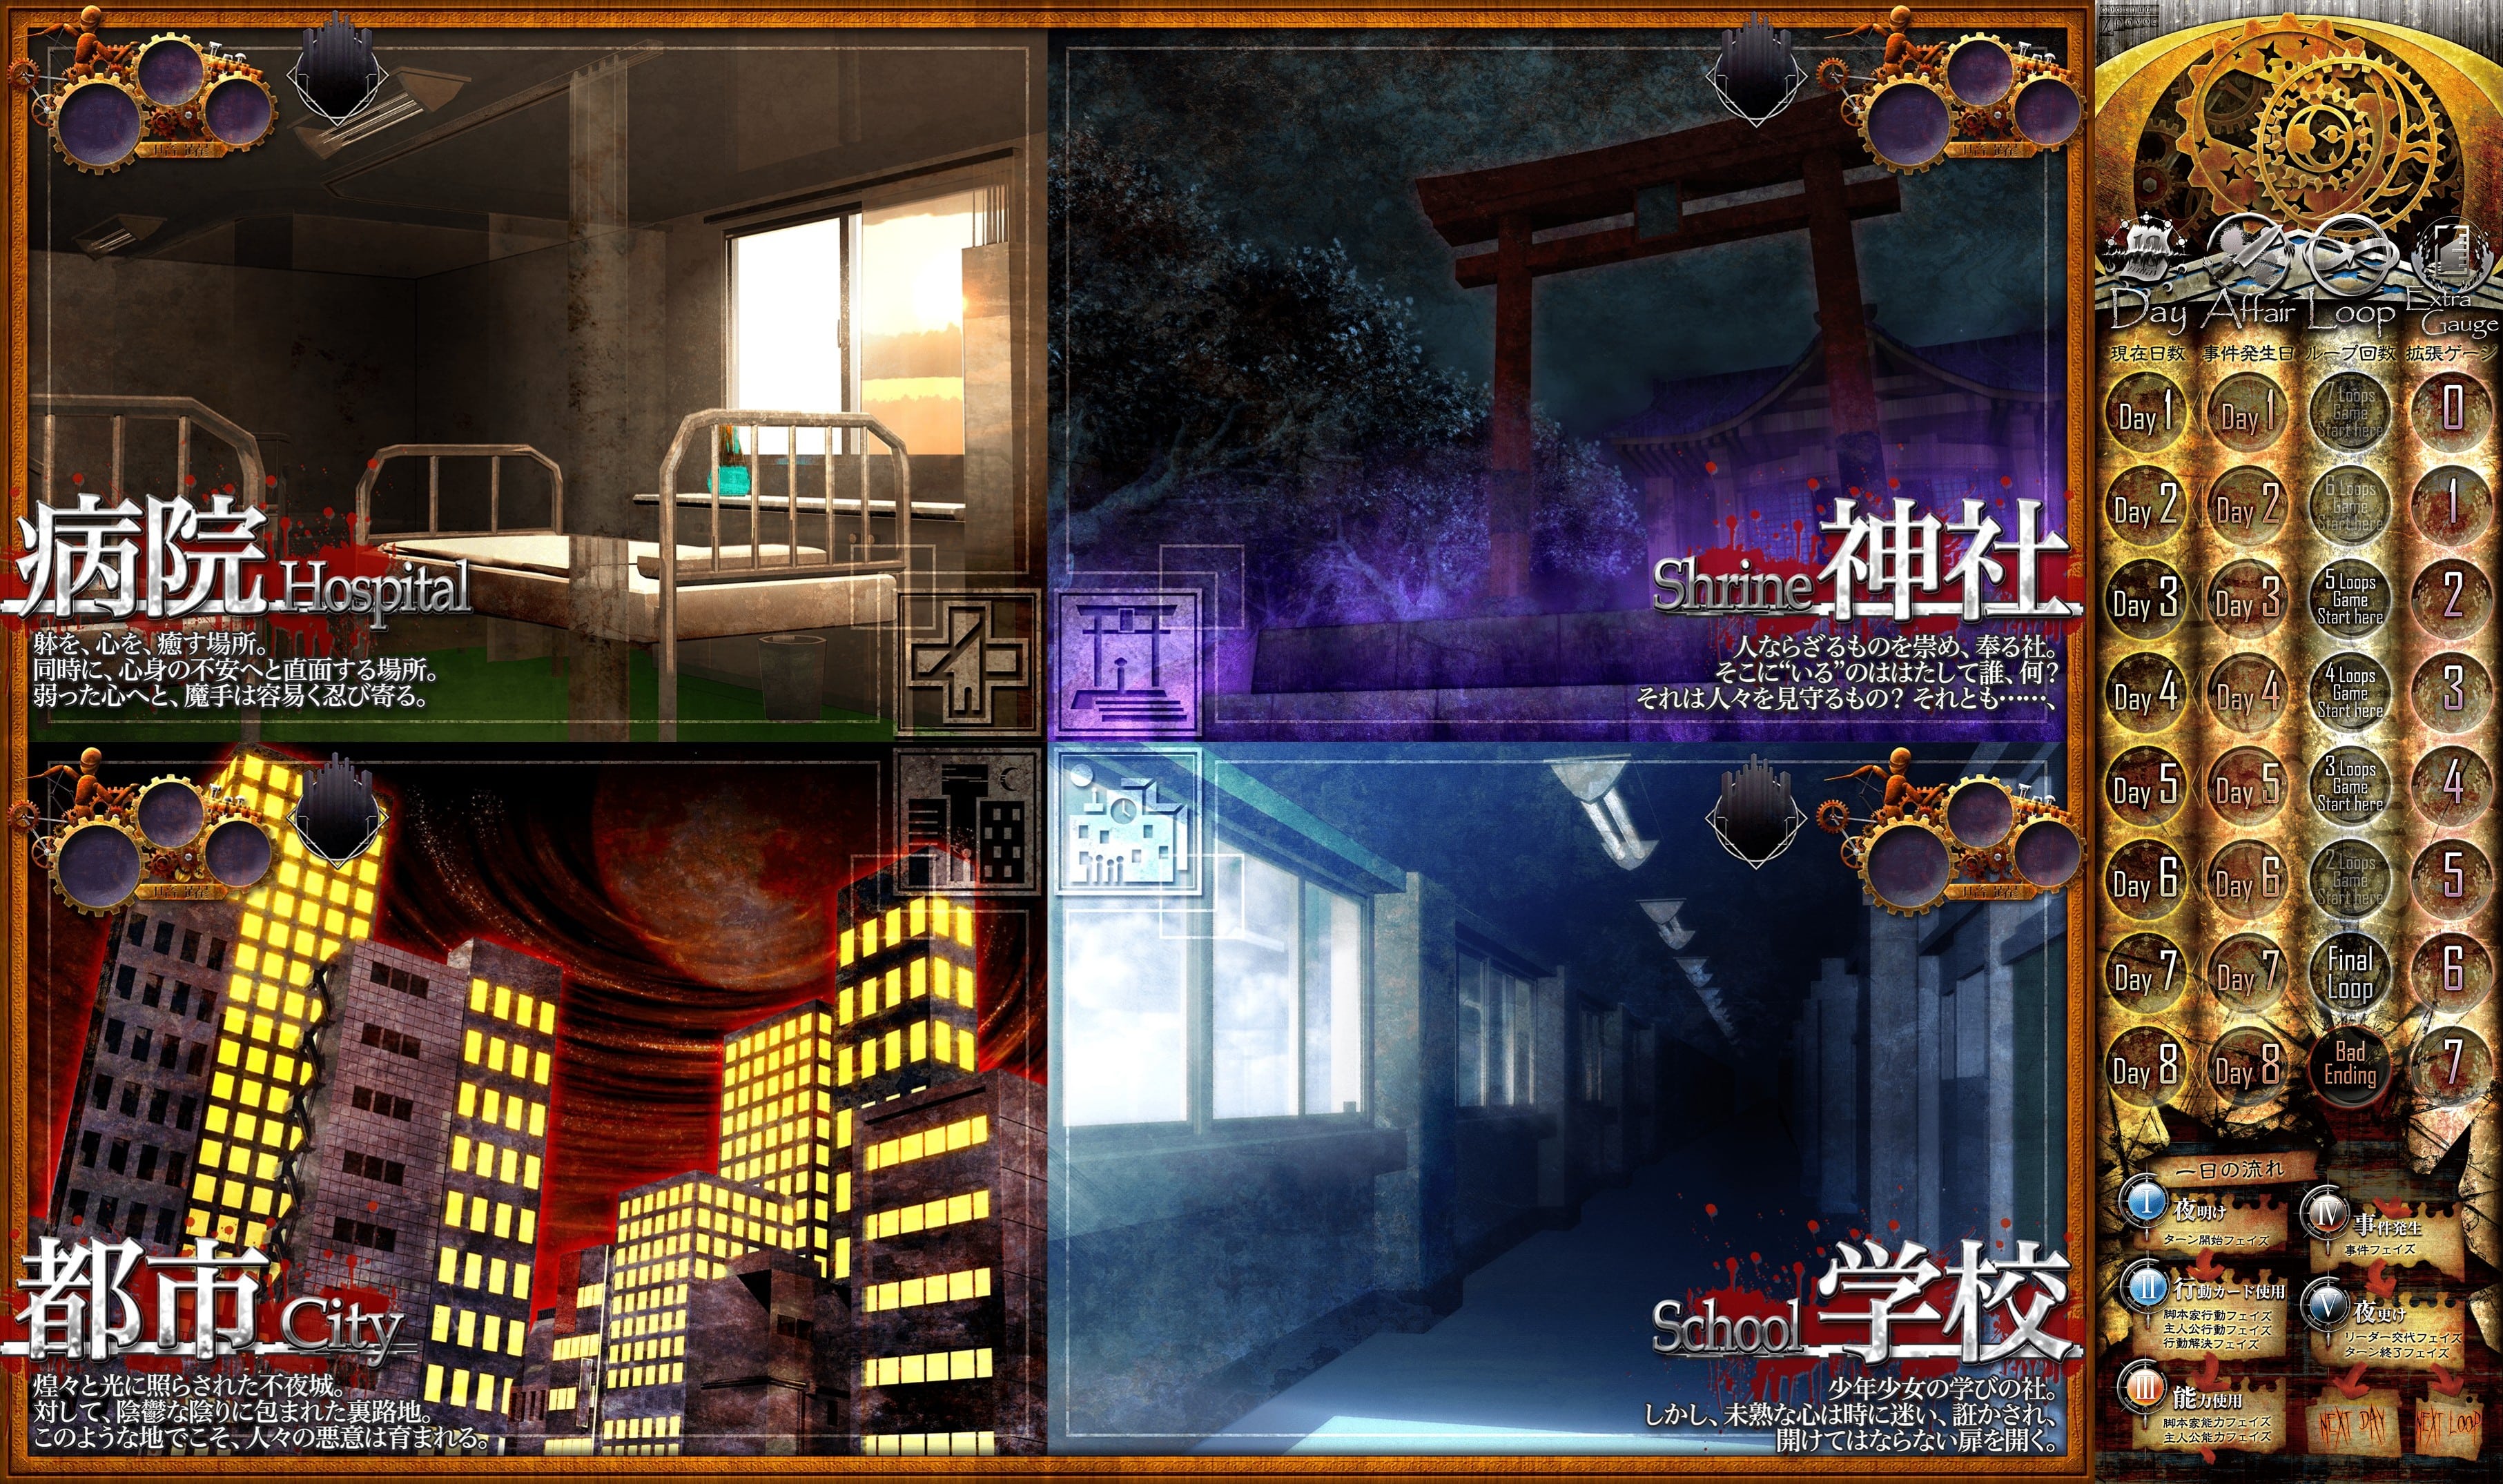 病院 Hospital
躰を、心を、癒す場所。
同時に、心身の不安へと直面する場所。
弱った心へと、魔手は容易く忍び寄る。
Shrine 神社
人ならざるものを崇め、奉る社。
そこに“いる”のははたして誰、何?
それは人々を見守るもの? それとも……、
都市 City
煌々と光に照らされた不夜城。
対して、陰鬱な陰りに包まれた裏路地。
このような地でこそ、人々の悪意は育まれる。
School 学校
少年少女の学びの社。
しかし、未熟な心は時に迷い、誑かされ、
開けてはならない扉を開く。
Day Affair Loop Extra Gauge
現在日数 事件発生日 ループ回数 拡張ゲージ
Day 1 Day 1 7 Loops Game Start here 0
Day 2 Day 2 6 Loops Game Start here 1
Day 3 Day 3 5 Loops Game Start here 2
Day 4 Day 4 4 Loops Game Start here 3
Day 5 Day 5 3 Loops Game Start here 4
Day 6 Day 6 2 Loops Game Start here 5
Day 7 Day 7 Final Loop 6
Day 8 Day 8 Bad Ending 7
一日の流れ
I 夜明け
ターン開始フェイズ
II 行動カード使用
脚本家行動フェイズ
主人公行動フェイズ
行動解決フェイズ
III 能力使用
脚本家能力フェイズ
主人公能力フェイズ
IV 事件発生
事件フェイズ
V 夜更け
リーダー交代フェイズ
ターン終了フェイズ
NEXT DAY
NEXT LOOP